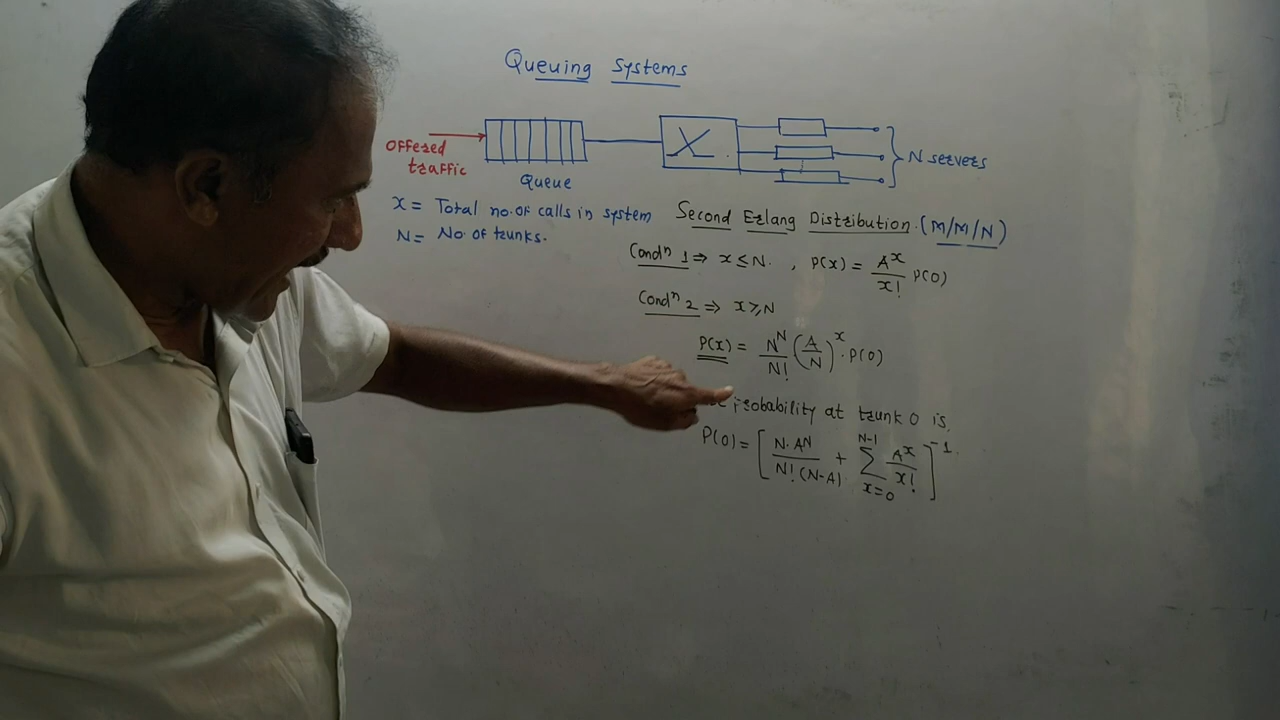 Queuing Systems
Offered
traffic
Queue
N servers
X = Total no. of calls in system
N = No. of trunks.
Second Erlang Distribution. (M/M/N)
Condⁿ 1 ⇒ x ≤ N. , P(x) = A^x / x! P(0)
Condⁿ 2 ⇒ x ≥ N
P(x) = N^N / N! (A/N)^x . P(0)
probability at trunk 0 is.
P(0) = [ N. A^N / N! (N-A) + Σ_{x=0}^{N-1} A^x / x! ]^{-1}.